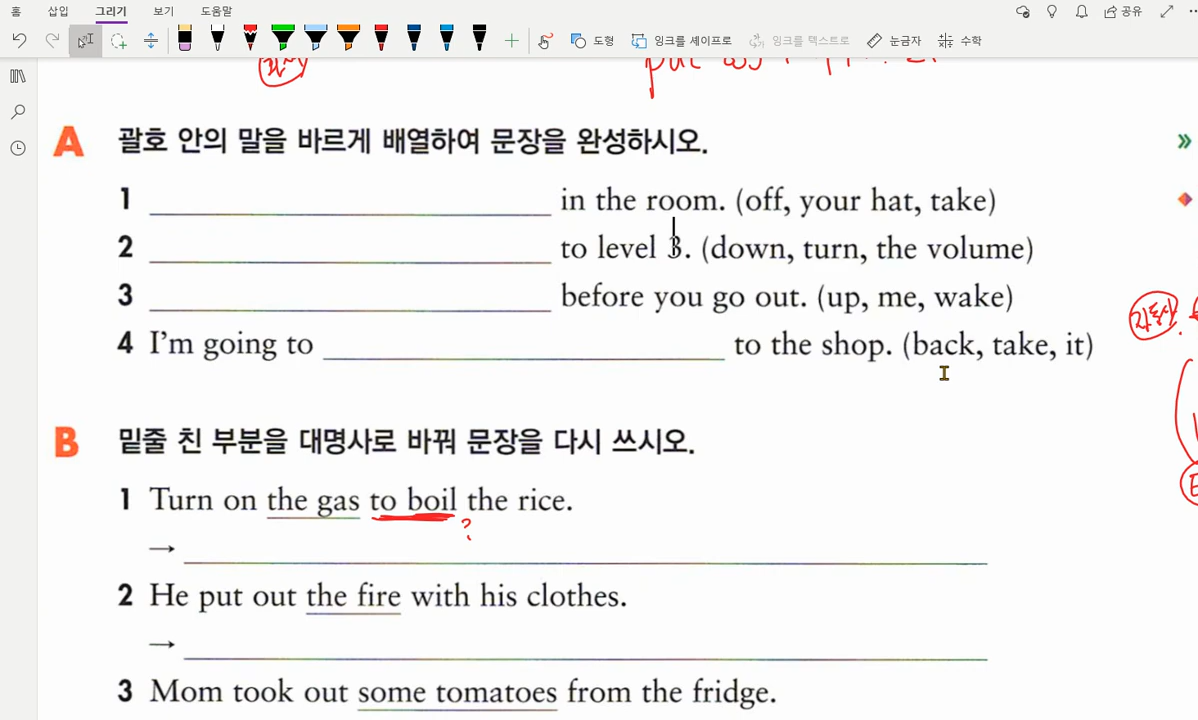 홈 삽입 그리기 보기 도움말 공유
도형 잉크를 셰이프로 잉크를 텍스트로 눈금자 수학
A 괄호 안의 말을 바르게 배열하여 문장을 완성하시오.
1 in the room. (off, your hat, take)
2 to level 3. (down, turn, the volume)
3 before you go out. (up, me, wake)
4 I'm going to to the shop. (back, take, it)
B 밑줄 친 부분을 대명사로 바꿔 문장을 다시 쓰시오.
1 Turn on the gas to boil the rice.
?
→
2 He put out the fire with his clothes.
→
3 Mom took out some tomatoes from the fridge.